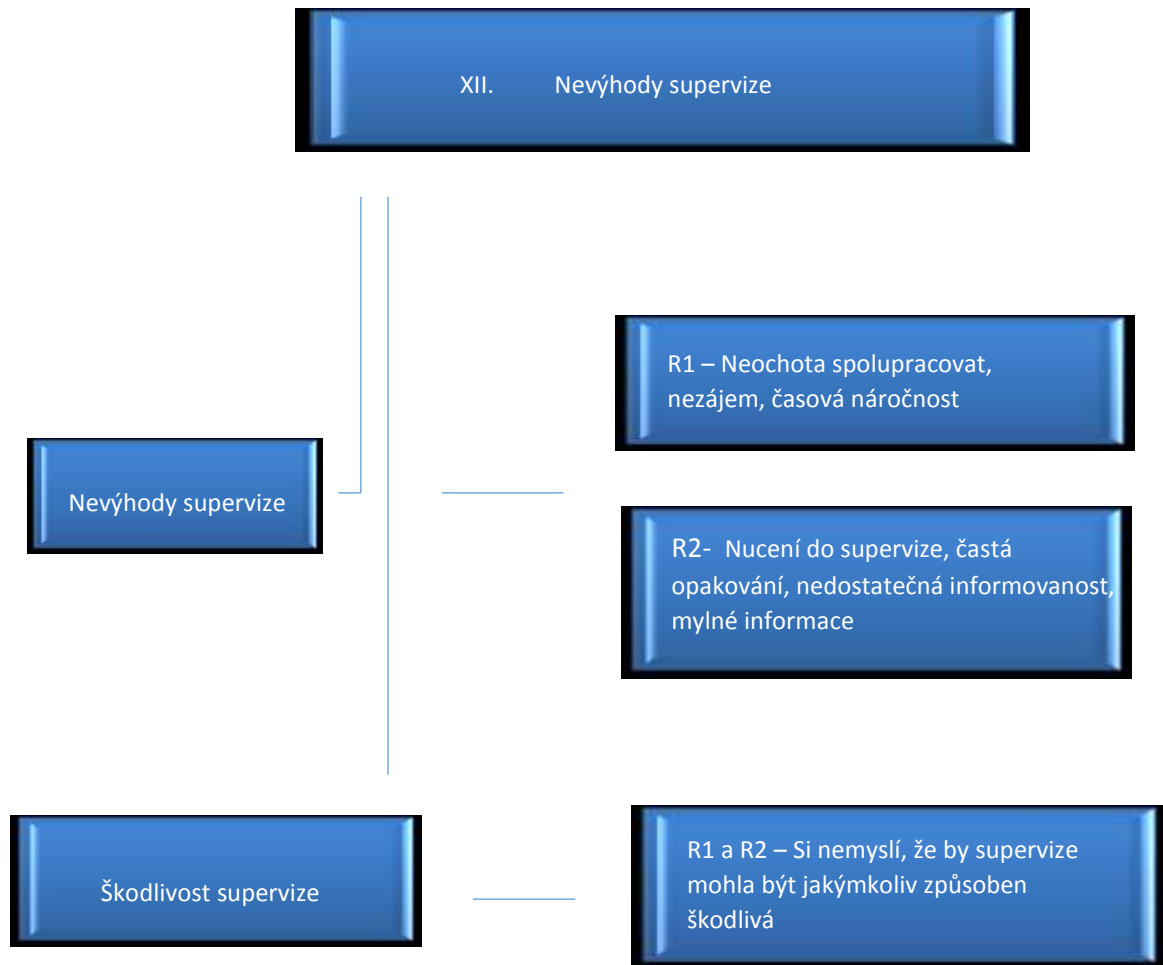 XII. Nevýhody supervize
R1 – Neochota spolupracovat,
nezájem, časová náročnost
Nevýhody supervize
R2- Nucení do supervize, častá
opakování, nedostatečná informovanost,
mylné informace
Škodlivost supervize
R1 a R2 – Si nemyslí, že by supervize
mohla být jakýmkoliv způsoben
škodlivá